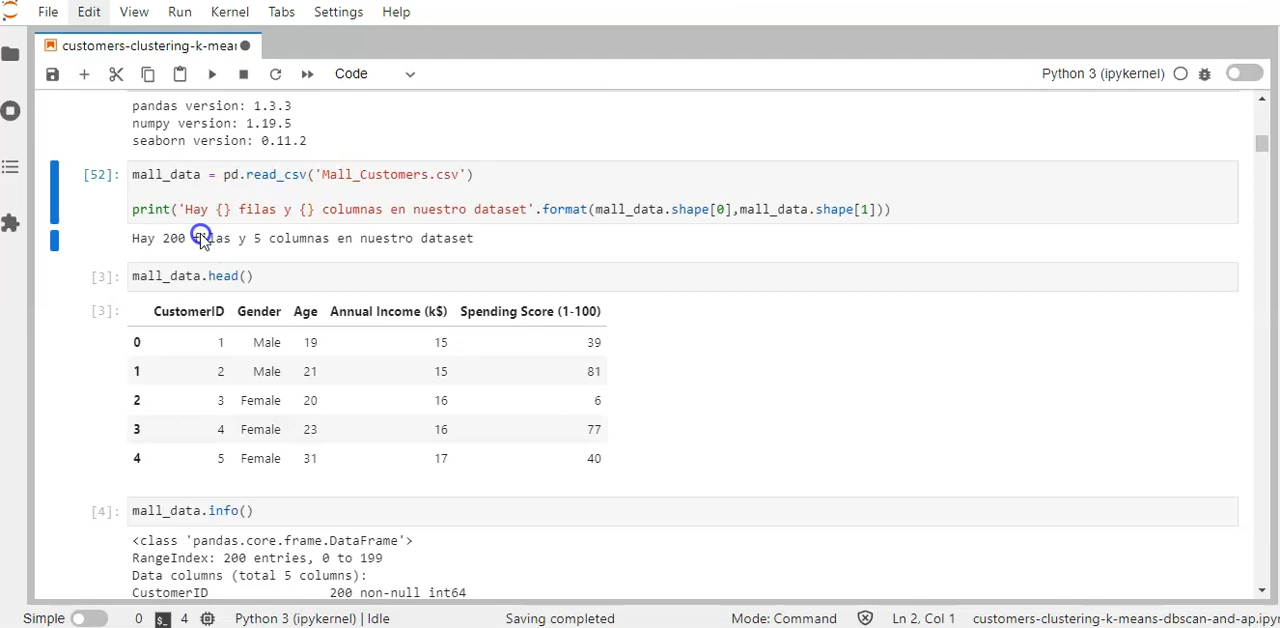 File Edit View Run Kernel Tabs Settings Help
customers-clustering-k-mea
Code Python 3 (ipykernel)
pandas version: 1.3.3
numpy version: 1.19.5
seaborn version: 0.11.2
[52]: mall_data = pd.read_csv('Mall_Customers.csv')
print('Hay {} filas y {} columnas en nuestro dataset'.format(mall_data.shape[0],mall_data.shape[1]))
Hay 200 filas y 5 columnas en nuestro dataset
[3]: mall_data.head()
[3]: CustomerID Gender Age Annual Income (k$) Spending Score (1-100)
0 1 Male 19 15 39
1 2 Male 21 15 81
2 3 Female 20 16 6
3 4 Female 23 16 77
4 5 Female 31 17 40
[4]: mall_data.info()
<class 'pandas.core.frame.DataFrame'>
RangeIndex: 200 entries, 0 to 199
Data columns (total 5 columns):
CustomerID 200 non-null int64
Simple 0 $_ 4 Python 3 (ipykernel) | Idle Saving completed Mode: Command Ln 2, Col 1 customers-clustering-k-means-dbscan-and-ap.ipy